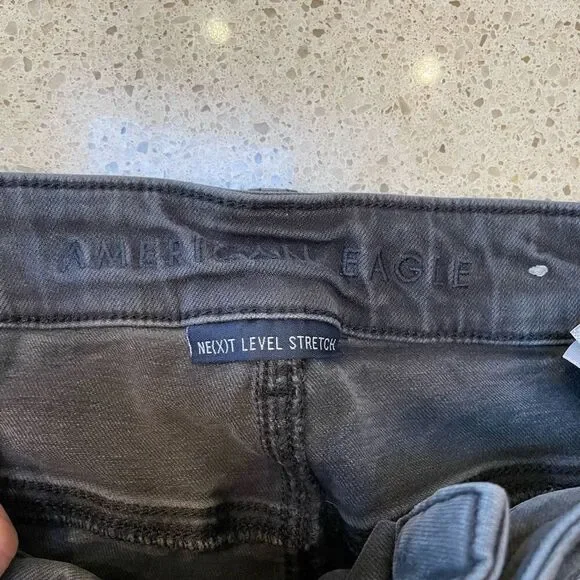 AMERICAN EAGLE
NE(X)T LEVEL STRETCH